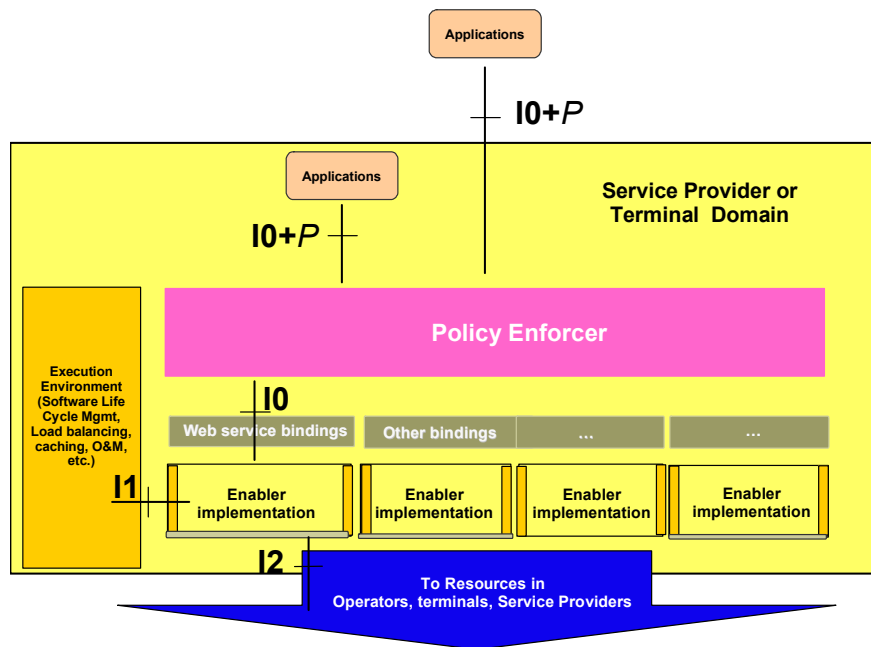 Applications
I0+P
Applications
Service Provider or
Terminal Domain
I0+P
Policy Enforcer
Execution
Environment
(Software Life
Cycle Mgmt,
Load balancing,
caching, O&M,
etc.)
I0
Web service bindings
Other bindings
...
...
I1
Enabler
implementation
Enabler
implementation
Enabler
implementation
Enabler
implementation
I2
To Resources in
Operators, terminals, Service Providers